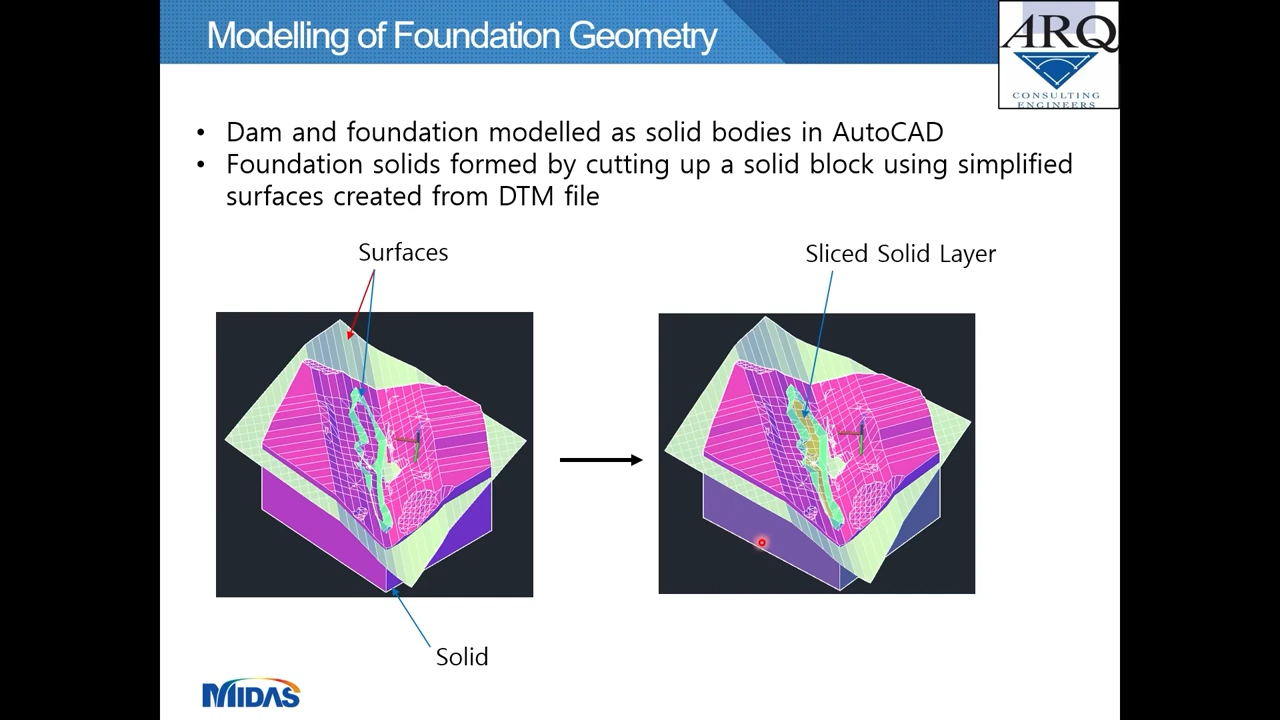 Modelling of Foundation Geometry
ARQ
CONSULTING
ENGINEERS
• Dam and foundation modelled as solid bodies in AutoCAD
• Foundation solids formed by cutting up a solid block using simplified
surfaces created from DTM file
Surfaces
Sliced Solid Layer
Solid
MIDAS